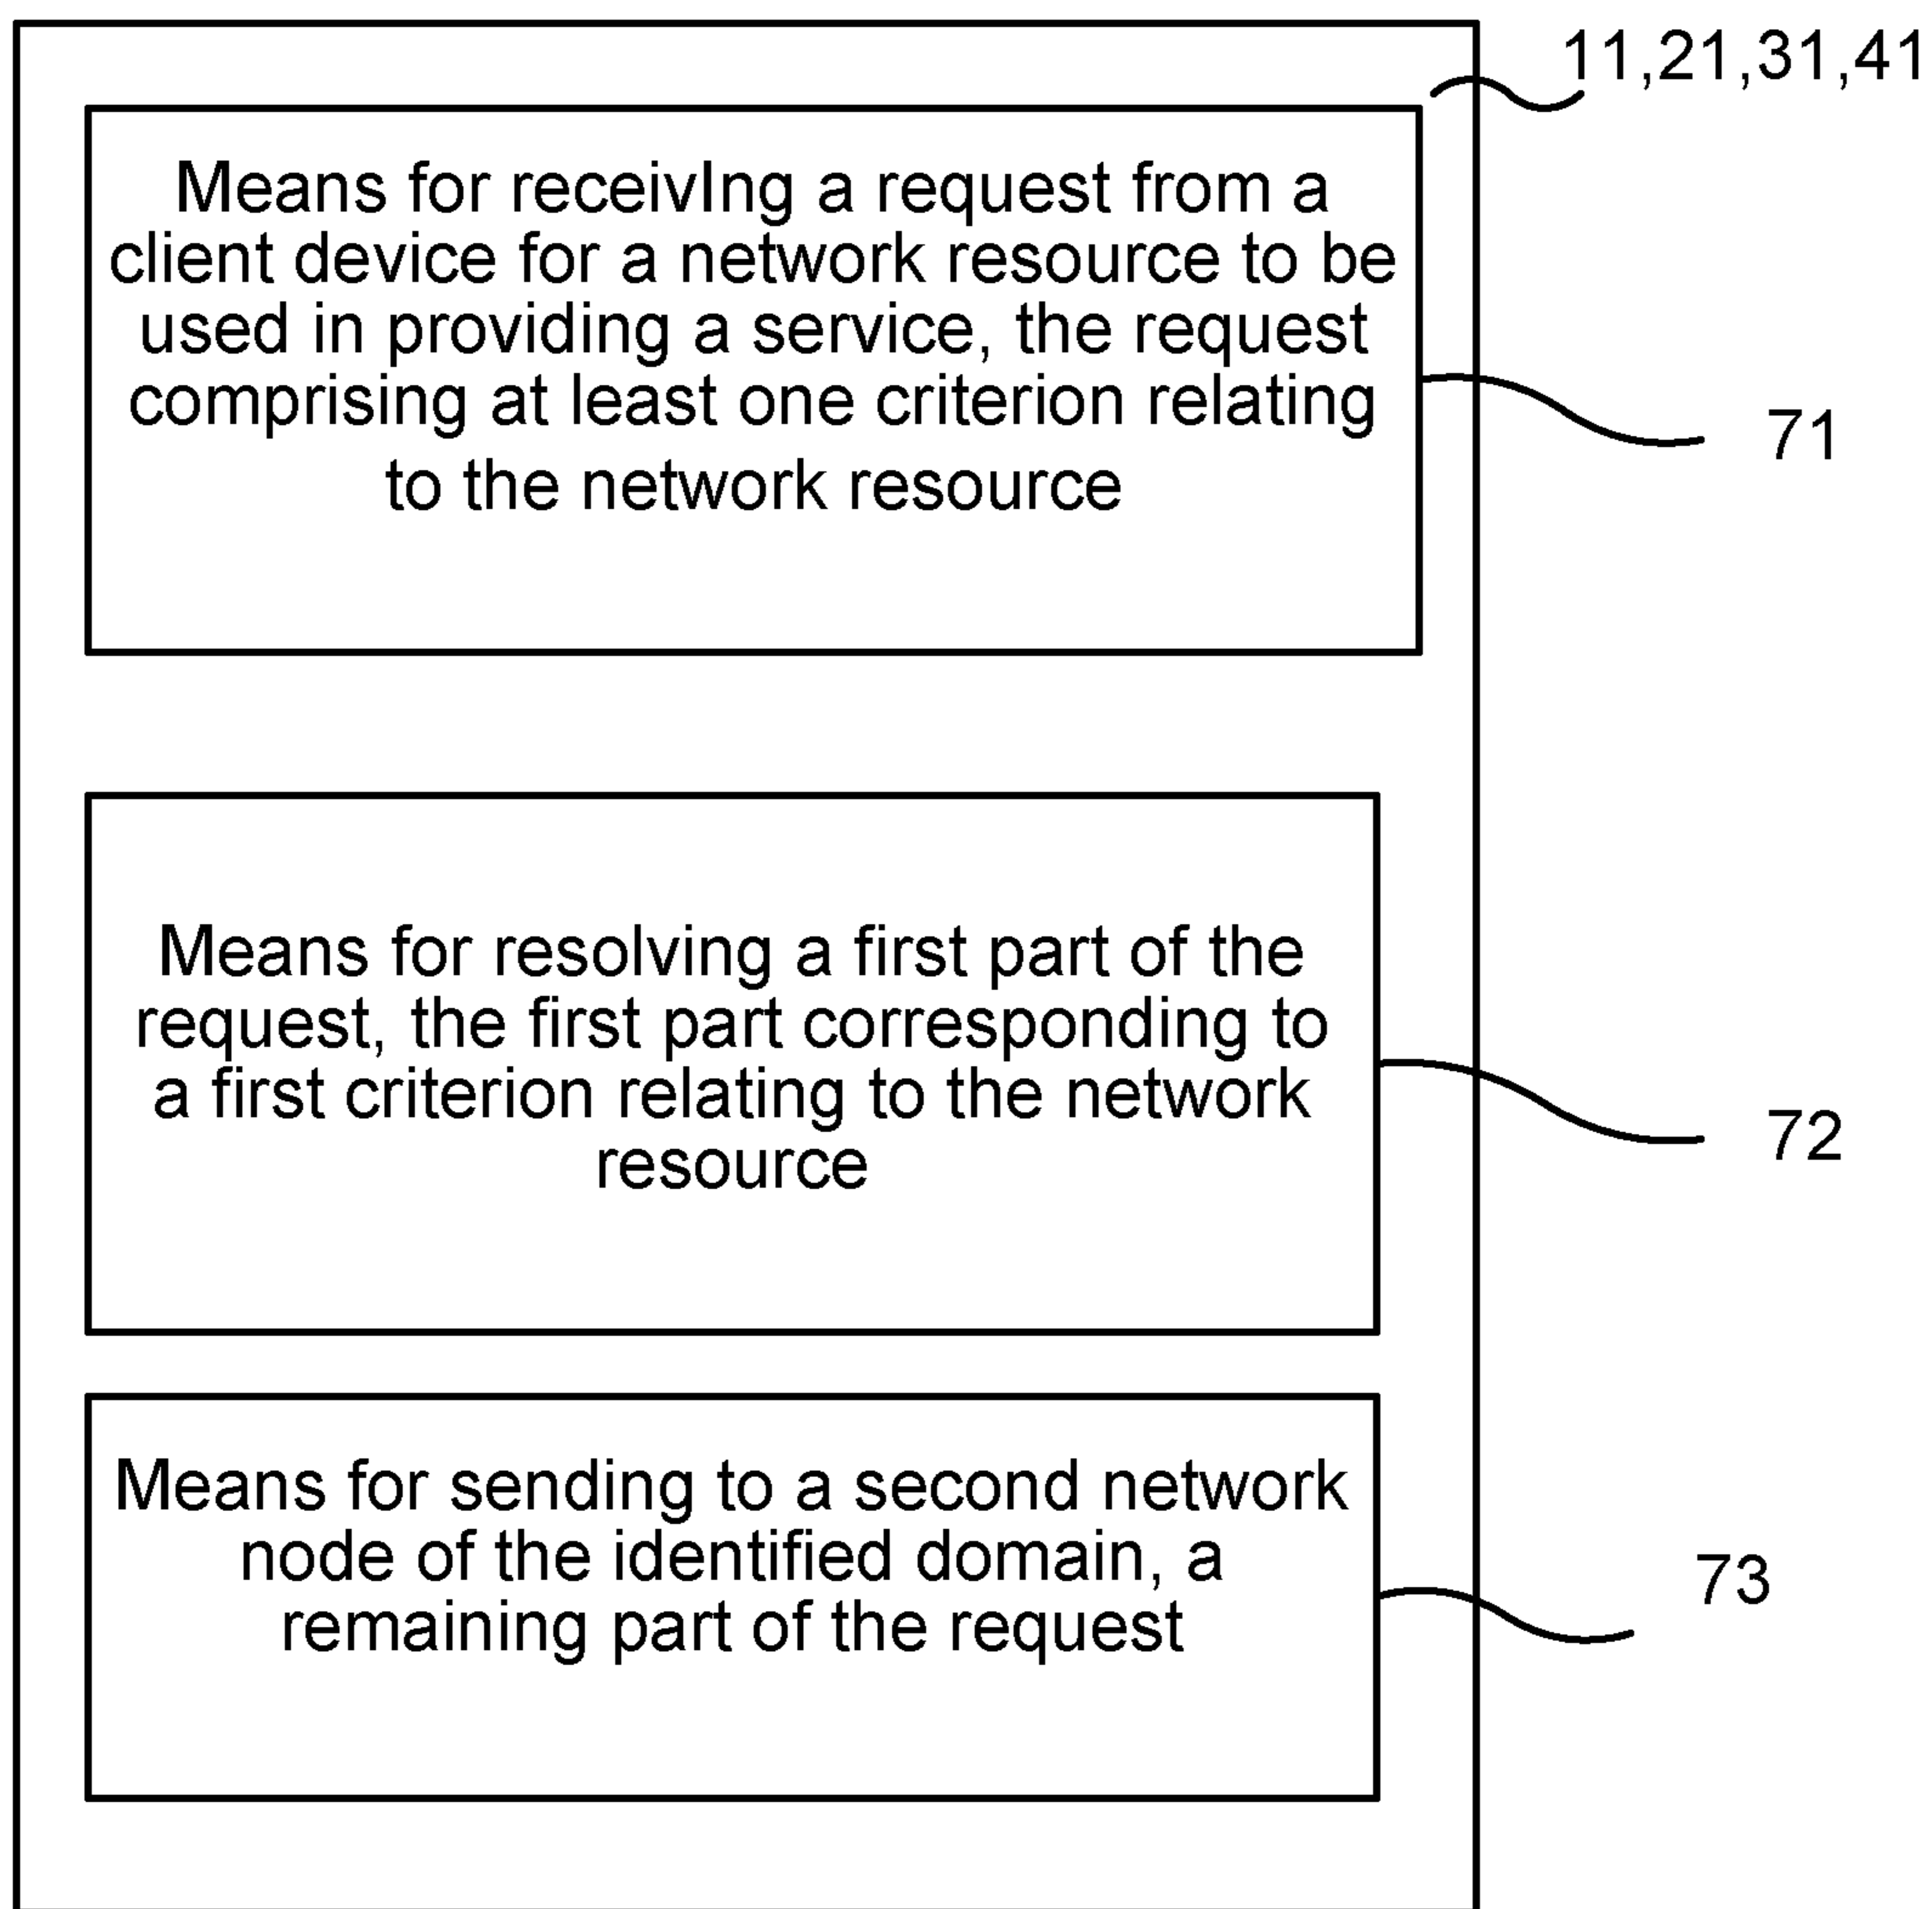 11,21,31,41
Means for receivIng a request from a
client device for a network resource to be
used in providing a service, the request
comprising at least one criterion relating
to the network resource
71
Means for resolving a first part of the
request, the first part corresponding to
a first criterion relating to the network
resource
72
Means for sending to a second network
node of the identified domain, a
remaining part of the request
73